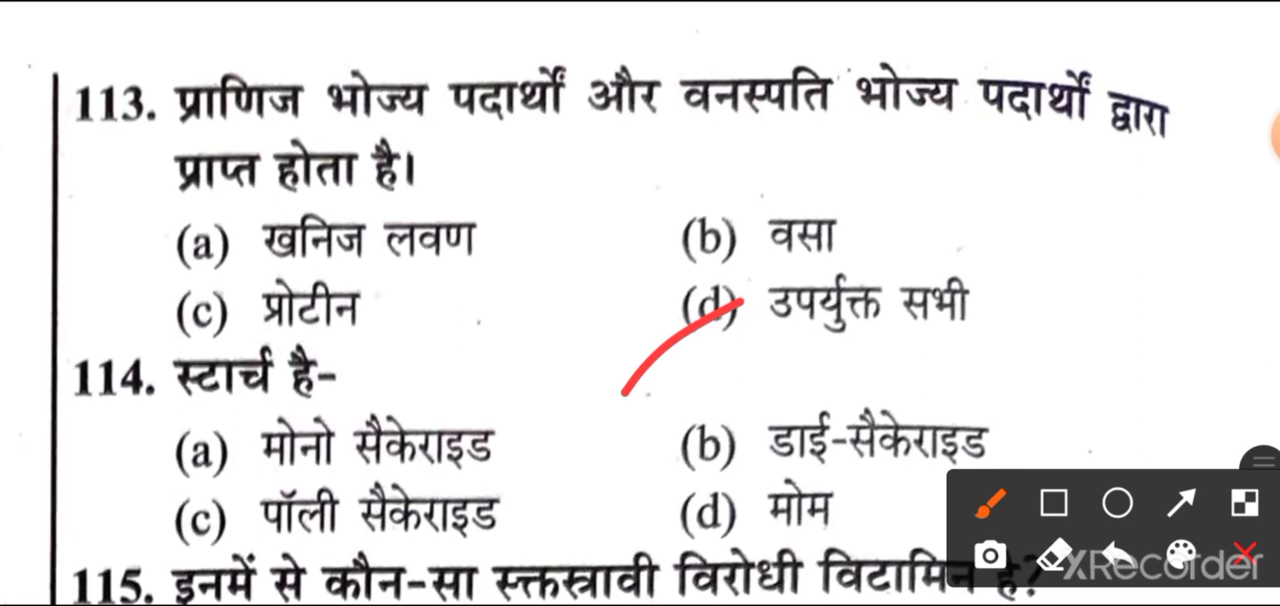 113. प्राणिज भोज्य पदार्थों और वनस्पति भोज्य पदार्थों द्वारा
प्राप्त होता है।
(a) खनिज लवण (b) वसा
(c) प्रोटीन (d) उपर्युक्त सभी
114. स्टार्च है-
(a) मोनो सैकेराइड (b) डाई-सैकेराइड
(c) पॉली सैकेराइड (d) मोम
115. इनमें से कौन-सा स्क्तस्त्रावी विरोधी विटामिन है?
XRecorder